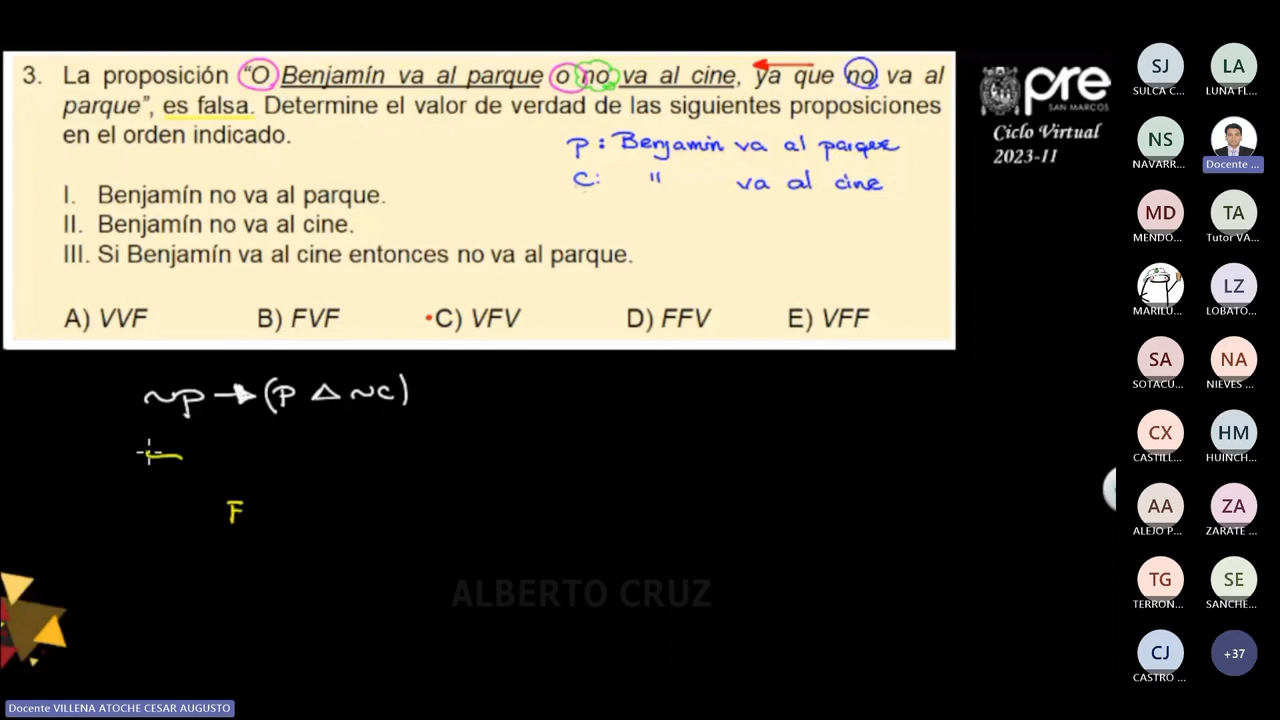 3. La proposición "O Benjamín va al parque o no va al cine, ya que no va al
parque", es falsa. Determine el valor de verdad de las siguientes proposiciones
en el orden indicado.
p: Benjamín va al parque
c: " va al cine
I. Benjamín no va al parque.
II. Benjamín no va al cine.
III. Si Benjamín va al cine entonces no va al parque.
A) VVF B) FVF C) VFV D) FFV E) VFF
~p → (p Δ ~c)
F
ALBERTO CRUZ
pre
SAN MARCOS
Ciclo Virtual
2023-II
SJ LA
SULCA C... LUNA FL...
NS
NAVARR... Docente ...
MD TA
MENDO... Tutor VA...
LZ
MARILÚ... LOBATO...
SA NA
SOTACU... NIEVES ...
CX HM
CASTILL... HUINCH...
AA ZA
ALEJO P... ZARATE ...
TG SE
TERRON... SANCHE...
CJ +37
CASTRO ...
Docente VILLENA ATOCHE CESAR AUGUSTO